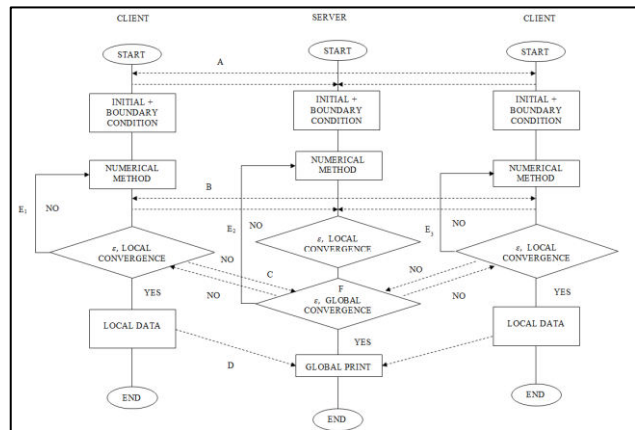 CLIENT
SERVER
CLIENT
START
START
START
A
INITIAL +
BOUNDARY
CONDITION
INITIAL +
BOUNDARY
CONDITION
INITIAL +
BOUNDARY
CONDITION
NUMERICAL
METHOD
NUMERICAL
METHOD
NUMERICAL
METHOD
B
E1
NO
E2
NO
E3
NO
ε, LOCAL
CONVERGENCE
ε, LOCAL
CONVERGENCE
ε, LOCAL
CONVERGENCE
NO
C
NO
NO
NO
F
ε, GLOBAL
CONVERGENCE
YES
YES
YES
LOCAL DATA
LOCAL DATA
D
GLOBAL PRINT
END
END
END